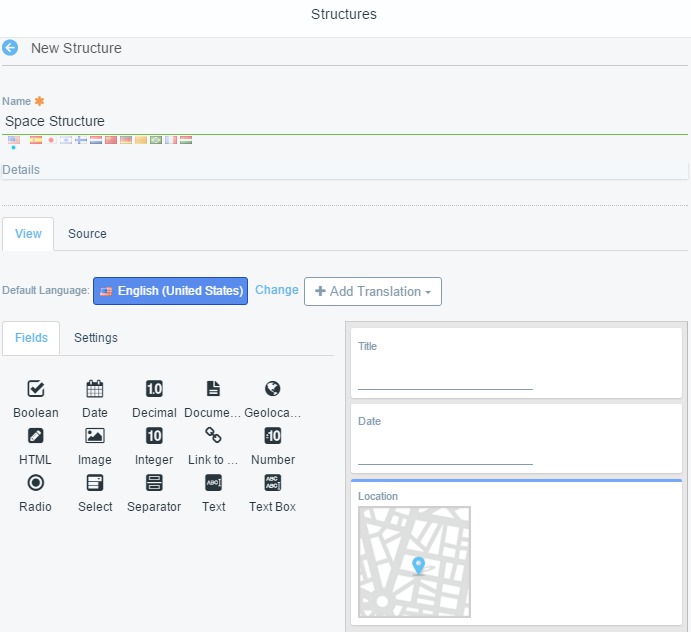 Structures
New Structure
Name
Space Structure
Details
View Source
Default Language: English (United States) Change + Add Translation
Fields Settings
Boolean Date Decimal Docume... Geoloca...
HTML Image Integer Link to ... Number
Radio Select Separator Text Text Box
Title
Date
Location